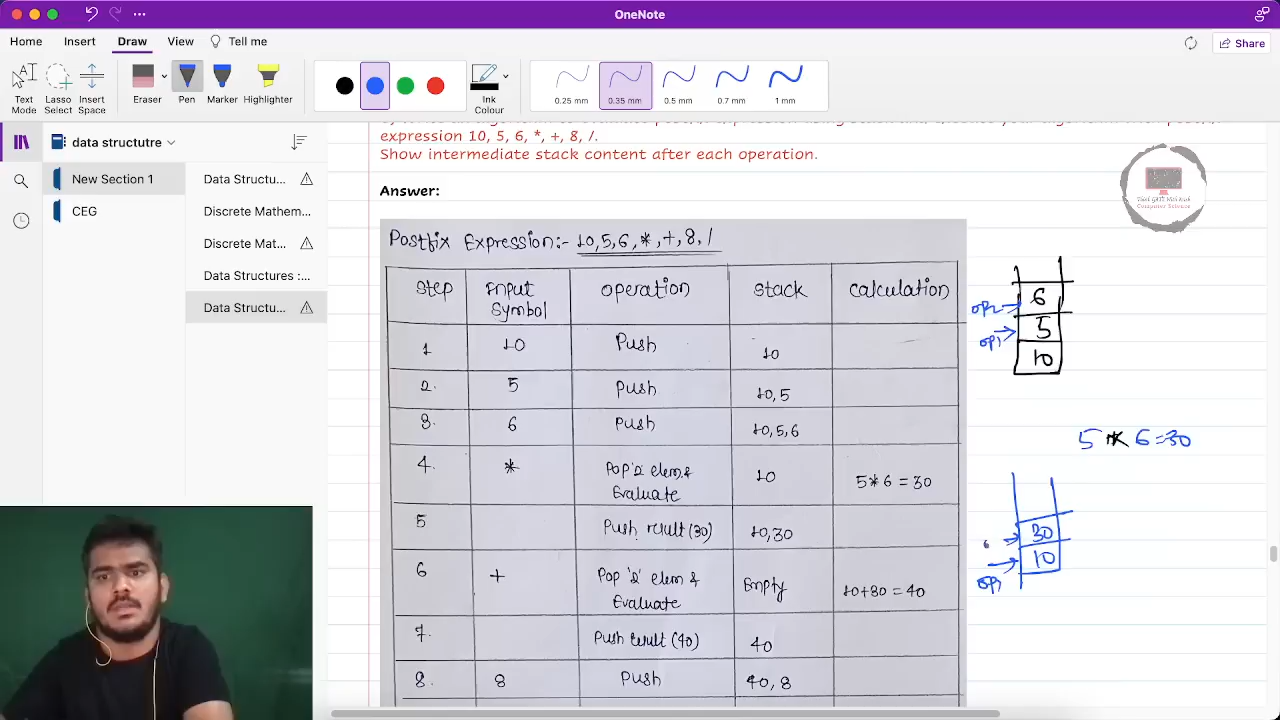 OneNote
Home Insert Draw View Tell me
Share
Text Mode
Lasso Select
Insert Space
Eraser
Pen
Marker
Highlighter
Ink Colour
0.25 mm
0.35 mm
0.5 mm
0.7 mm
1 mm
data structutre
New Section 1
CEG
Data Structu...
Discrete Mathem...
Discrete Mat...
Data Structures :...
Data Structu...
expression 10, 5, 6, *, +, 8, /.
Show intermediate stack content after each operation.
Answer:
Postfix Expression:- 10,5,6,*,+,8,/
Step Input Symbol Operation Stack Calculation
1 10 Push 10
2. 5 Push 10,5
3. 6 Push 10,5,6
4. * Pop '2' elem & Evaluate 10 5*6 = 30
5 Push result (30) 10,30
6 + Pop '2' elem & Evaluate Empty 10+30 = 40
7. Push result (40) 40
8. 8 Push 40, 8
Computer Science
op2 6
op1 5
10
5 * 6 = 30
30
op1 10